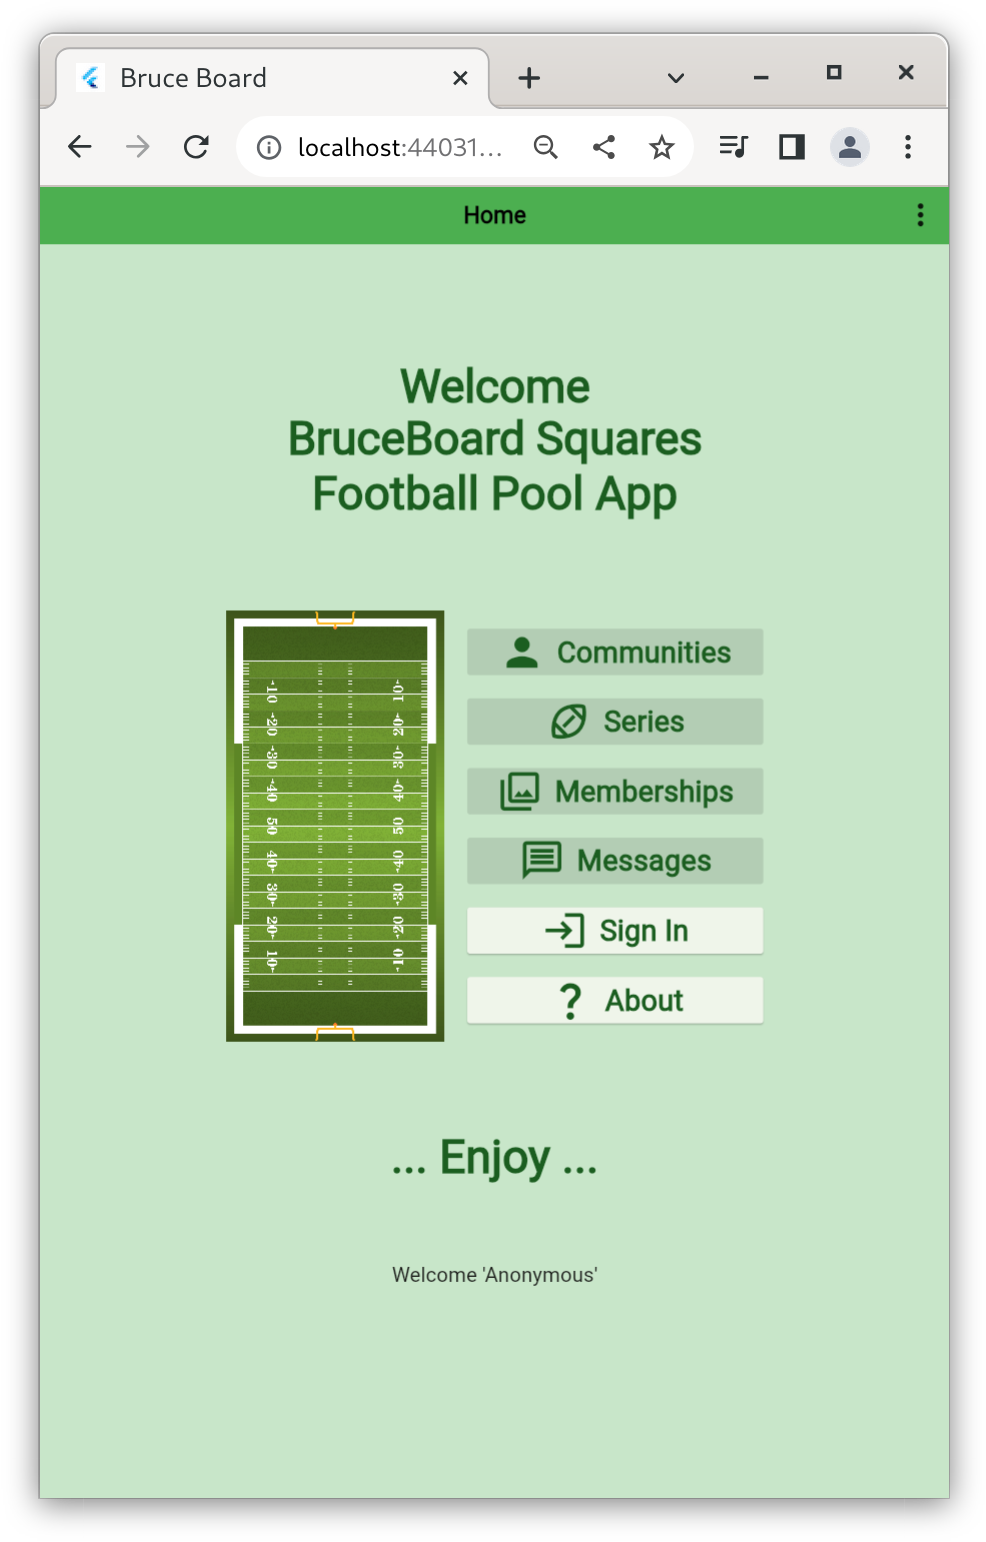 Bruce Board
localhost:44031...
Home
Welcome
BruceBoard Squares
Football Pool App
10 10
20 20
30 30
40 40
50 50
40 40
30 30
20 20
10 10
Communities
Series
Memberships
Messages
Sign In
? About
... Enjoy ...
Welcome 'Anonymous'